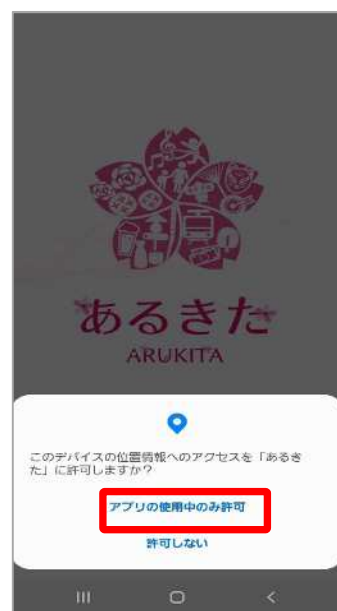 あるきた
ARUKITA
このデバイスの位置情報へのアクセスを「あるき
た」に許可しますか？
アプリの使用中のみ許可
許可しない